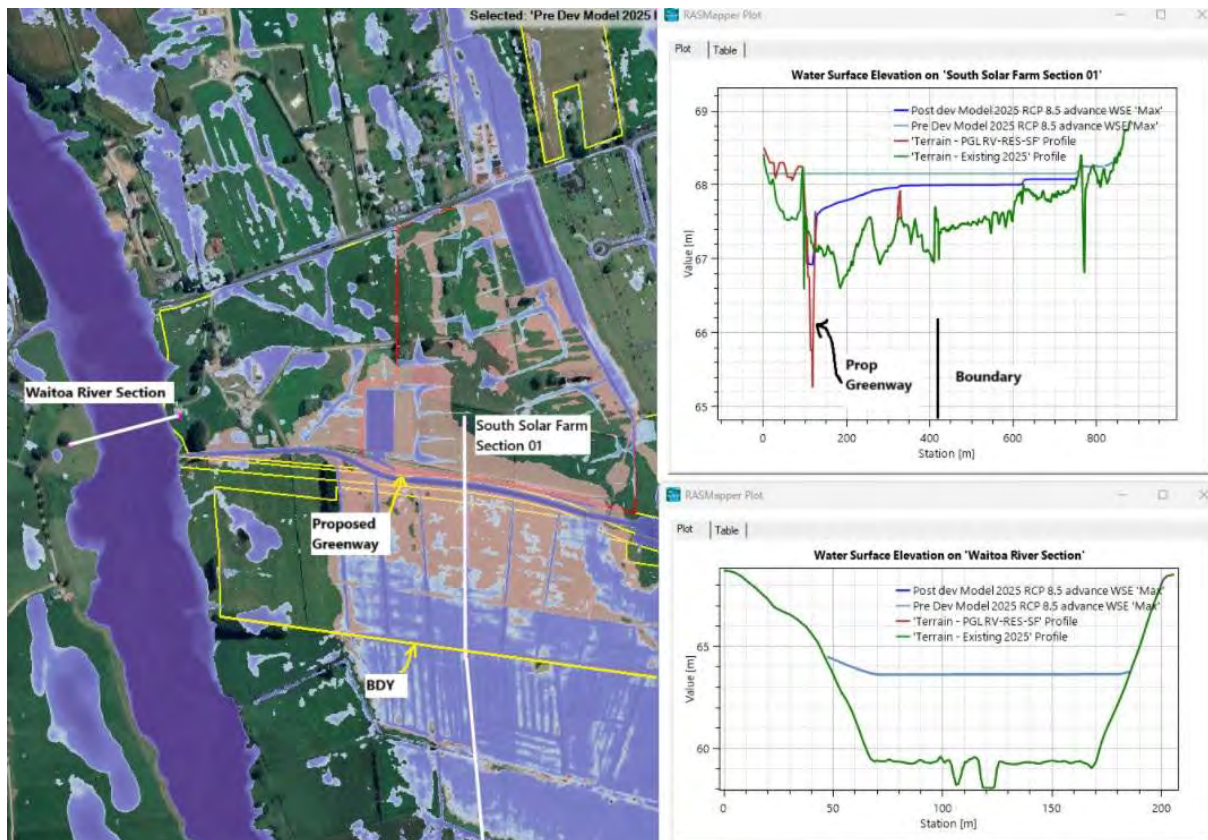 Selected: 'Pre Dev Model 2025
Waitoa River Section
South Solar Farm
Section 01
Proposed
Greenway
BDY
RASMapper Plot
Plot
Table
Water Surface Elevation on 'South Solar Farm Section 01'
Post dev Model 2025 RCP 8.5 advance WSE 'Max'
Pre Dev Model 2025 RCP 8.5 advance WSE 'Max'
'Terrain - PGLRV-RES-SF' Profile
'Terrain - Existing 2025' Profile
69
68
67
66
65
Value [m]
Prop
Greenway
Boundary
0
200
400
600
800
Station [m]
RASMapper Plot
Plot
Table
Water Surface Elevation on 'Waitoa River Section'
Post dev Model 2025 RCP 8.5 advance WSE 'Max'
Pre Dev Model 2025 RCP 8.5 advance WSE 'Max'
'Terrain - PGLRV-RES-SF' Profile
'Terrain - Existing 2025' Profile
65
60
Value [m]
0
50
100
150
200
Station [m]